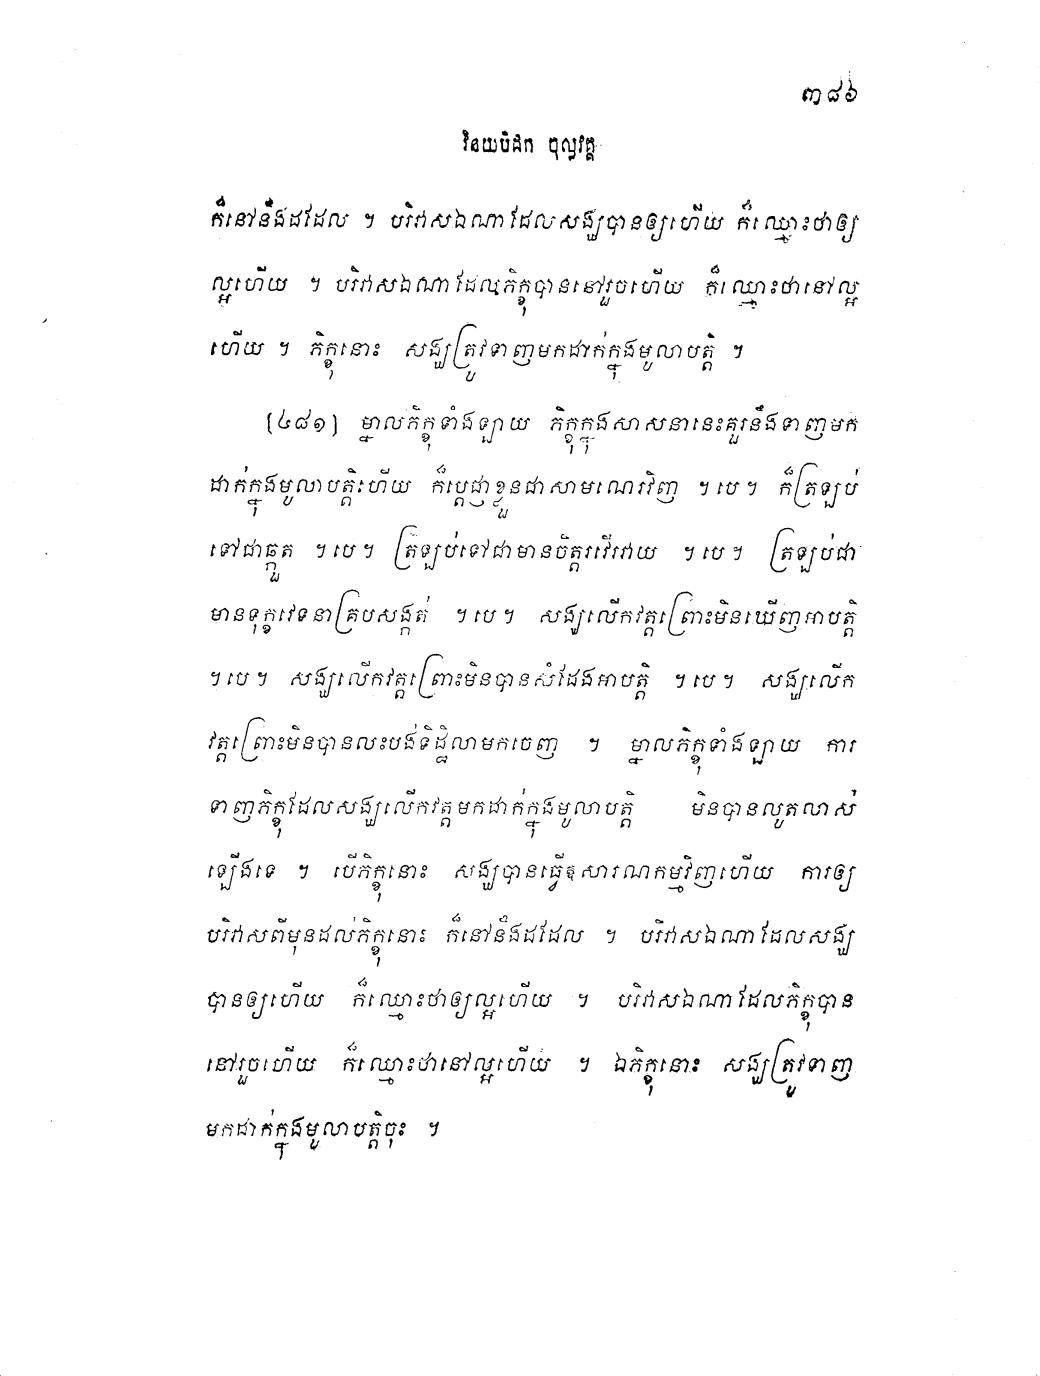 ៣៨៦
វិនយបិដក ចុល្លវគ្គ
ក៏នៅនឹងដដែល ។ បរិវាសឯណាដែលសង្ឃបានឲ្យហើយ ក៏ឈ្មោះថាឲ្យ
ល្អហើយ ។ បរិវាសឯណាដែលភិក្ខុបាននៅរួចហើយ ក៏ឈ្មោះថានៅល្អ
ហើយ ។ ភិក្ខុនោះ សង្ឃត្រូវទាញមកដាក់ក្នុងមូលាបត្តិ ។
(៤៨១) ម្នាលភិក្ខុទាំងឡាយ ភិក្ខុក្នុងសាសនានេះគួរនឹងទាញមក
ដាក់ក្នុងមូលាបត្តិហើយ ក៏ប្តេជ្ញាខ្លួនជាសាមណេរវិញ ។បេ។ ក៏ត្រឡប់
ទៅជាឆ្កួត ។បេ។ ត្រឡប់ទៅជាមានចិត្តរវើរវាយ ។បេ។ ត្រឡប់ជា
មានទុក្ខវេទនាគ្របសង្កត់ ។បេ។ សង្ឃលើកវត្តព្រោះមិនឃើញអាបត្តិ
។បេ។ សង្ឃលើកវត្តព្រោះមិនបានសំដែងអាបត្តិ ។បេ។ សង្ឃលើក
វត្តព្រោះមិនបានលះបង់ទិដ្ឋិលាមកចេញ ។ ម្នាលភិក្ខុទាំងឡាយ ការ
ទាញភិក្ខុដែលសង្ឃលើកវត្តមកដាក់ក្នុងមូលាបត្តិ មិនបានលូតលាស់
ឡើងទេ ។ បើភិក្ខុនោះ សង្ឃបានធ្វើឱសារណកម្មវិញហើយ ការឲ្យ
បរិវាសពីមុនដល់ភិក្ខុនោះ ក៏នៅនឹងដដែល ។ បរិវាសឯណាដែលសង្ឃ
បានឲ្យហើយ ក៏ឈ្មោះថាឲ្យល្អហើយ ។ បរិវាសឯណាដែលភិក្ខុបាន
នៅរួចហើយ ក៏ឈ្មោះថានៅល្អហើយ ។ ឯភិក្ខុនោះ សង្ឃត្រូវទាញ
មកដាក់ក្នុងមូលាបត្តិចុះ ។